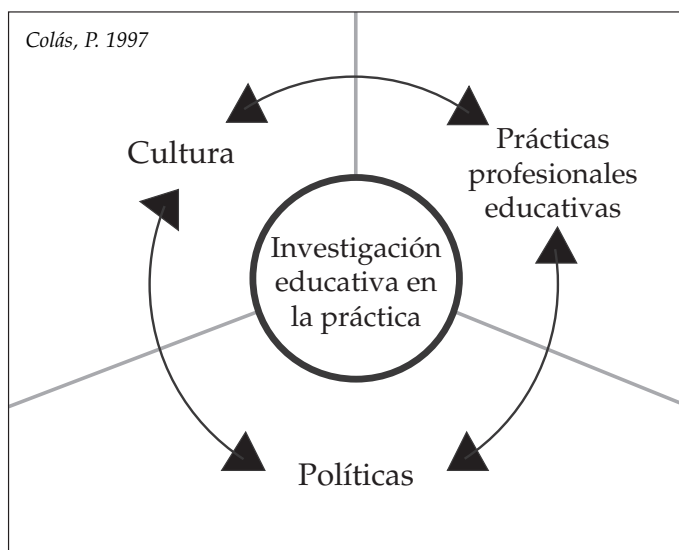 Colás, P. 1997
Cultura
Prácticas
profesionales
educativas
Investigación
educativa en
la práctica
Políticas